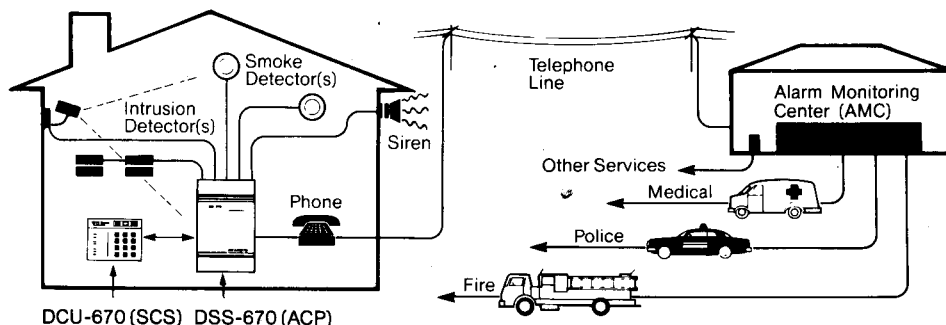 Smoke
Detector(s)
Intrusion
Detector(s)
Siren
Phone
DCU-670 (SCS) DSS-670 (ACP)
Telephone
Line
Alarm Monitoring
Center (AMC)
Other Services
Medical
Police
Fire